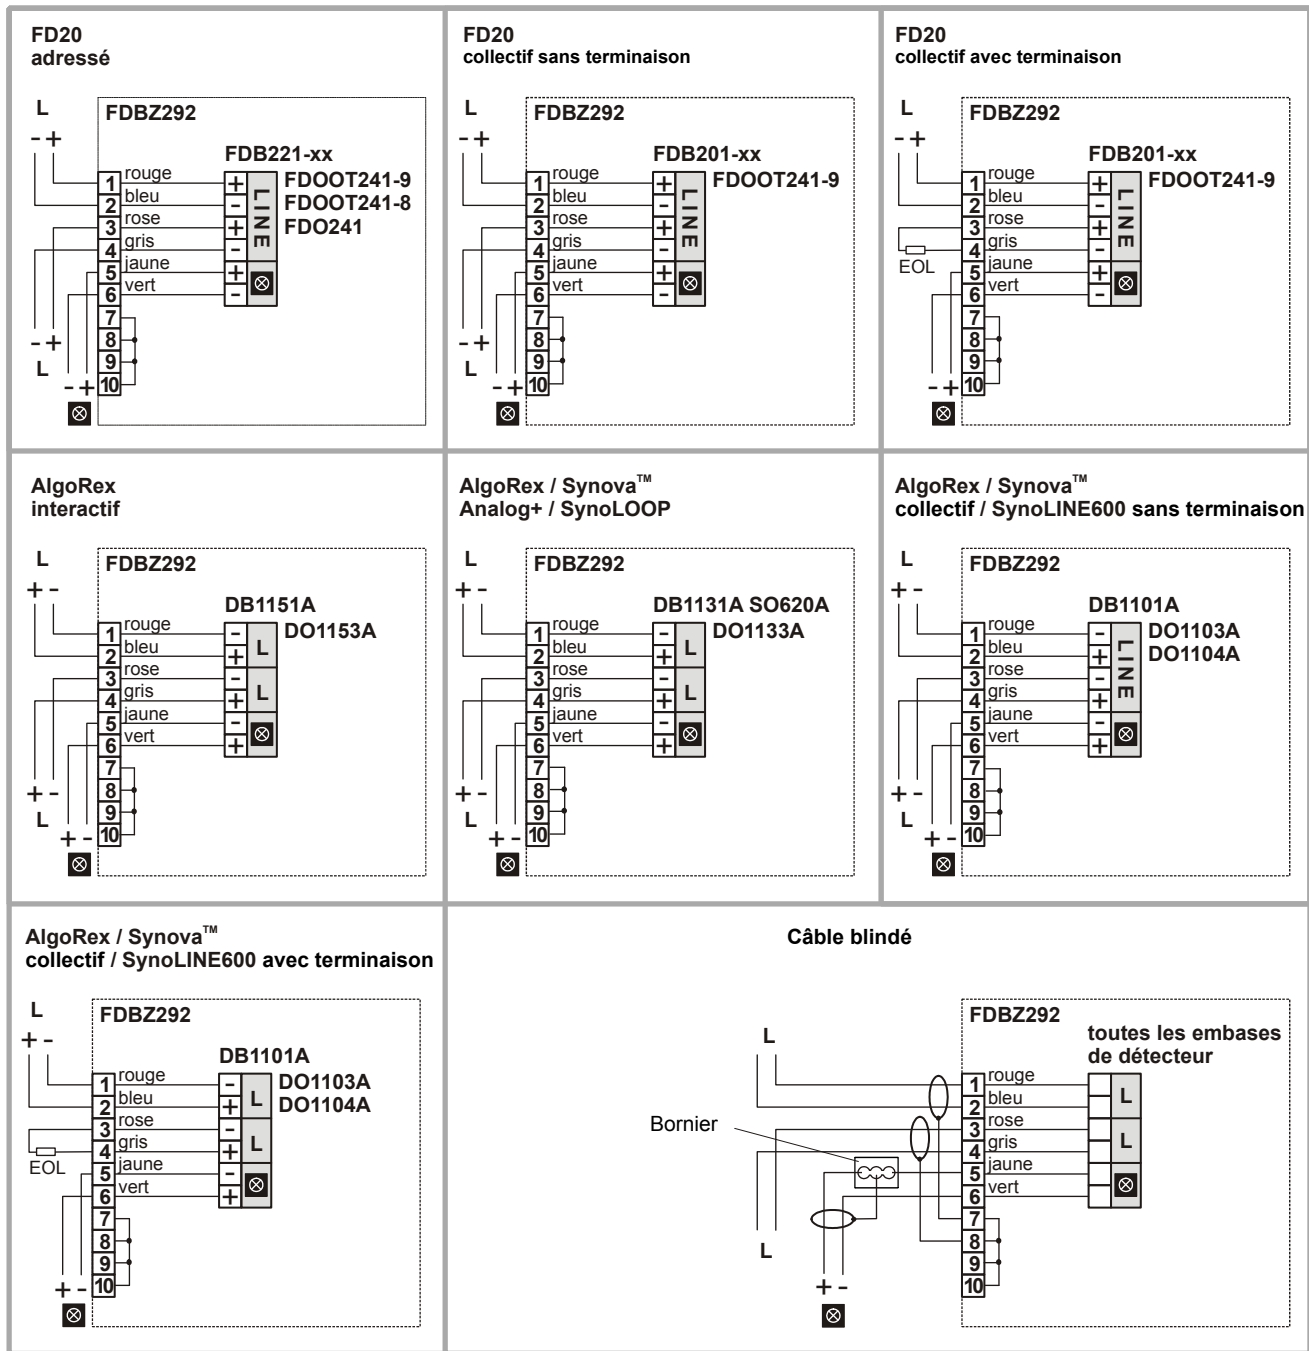 FD20
adressé
L
- +
FDBZ292
FDB221-xx
FDOOT241-9
FDOOT241-8
FDO241
1 rouge +
2 bleu -
3 rose +
4 gris -
5 jaune +
6 vert -
7
8
9
10
LINE
- +
L
- +
FD20
collectif sans terminaison
L
- +
FDBZ292
FDB201-xx
FDOOT241-9
1 rouge +
2 bleu -
3 rose +
4 gris -
5 jaune +
6 vert -
7
8
9
10
LINE
- +
L
- +
FD20
collectif avec terminaison
L
- +
FDBZ292
FDB201-xx
FDOOT241-9
1 rouge +
2 bleu -
3 rose +
4 gris -
EOL
5 jaune +
6 vert -
7
8
9
10
LINE
- +
AlgoRex
interactif
L
+ -
FDBZ292
DB1151A
DO1153A
1 rouge -
2 bleu +
L
3 rose -
4 gris +
L
5 jaune -
6 vert +
7
8
9
10
+ -
L
+ -
AlgoRex / Synova™
Analog+ / SynoLOOP
L
+ -
FDBZ292
DB1131A SO620A
DO1133A
1 rouge -
2 bleu +
L
3 rose -
4 gris +
L
5 jaune -
6 vert +
7
8
9
10
+ -
L
+ -
AlgoRex / Synova™
collectif / SynoLINE600 sans terminaison
L
+ -
FDBZ292
DB1101A
DO1103A
DO1104A
1 rouge -
2 bleu +
3 rose -
4 gris +
5 jaune -
6 vert +
7
8
9
10
LINE
+ -
L
+ -
AlgoRex / Synova™
collectif / SynoLINE600 avec terminaison
L
+ -
FDBZ292
DB1101A
DO1103A
DO1104A
1 rouge -
2 bleu +
L
3 rose -
4 gris +
L
EOL
5 jaune -
6 vert +
7
8
9
10
+ -
Câble blindé
FDBZ292
toutes les embases
de détecteur
L
Bornier
1 rouge
2 bleu
L
3 rose
4 gris
L
5 jaune
6 vert
7
8
9
10
L
+ -